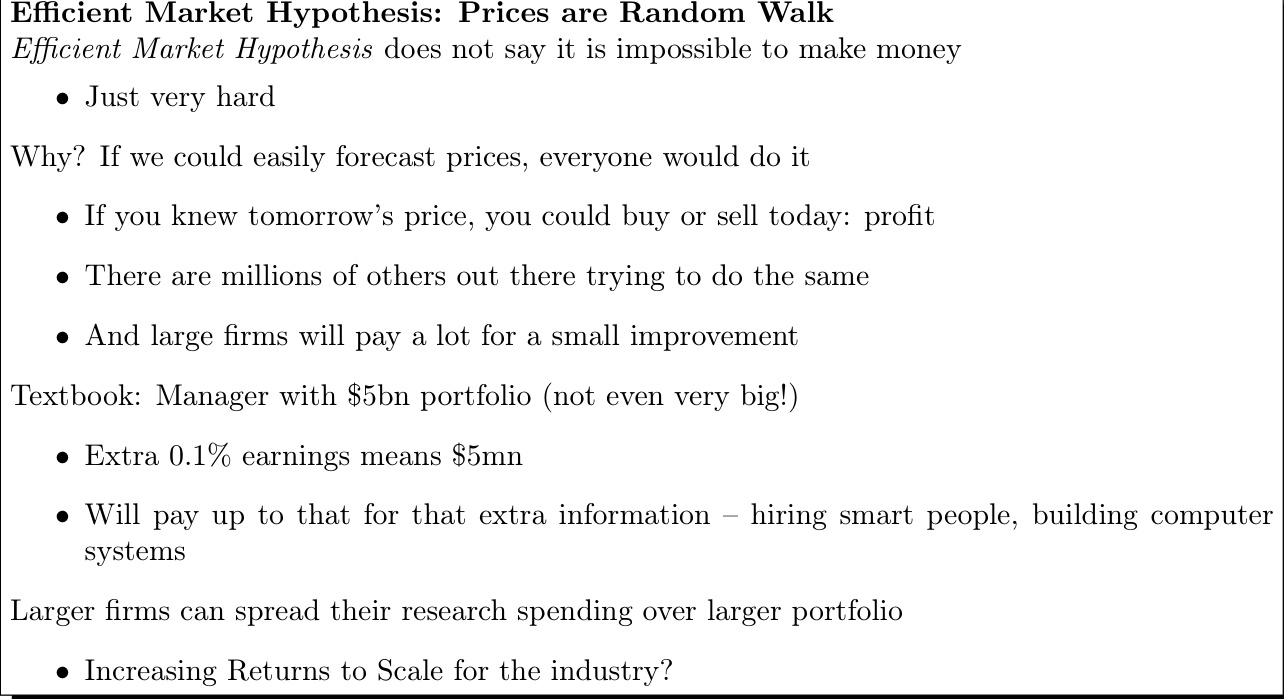 Efficient Market Hypothesis: Prices are Random Walk
Efficient Market Hypothesis does not say it is impossible to make money
• Just very hard
Why? If we could easily forecast prices, everyone would do it
• If you knew tomorrow's price, you could buy or sell today: profit
• There are millions of others out there trying to do the same
• And large firms will pay a lot for a small improvement
Textbook: Manager with $5bn portfolio (not even very big!)
• Extra 0.1% earnings means $5mn
• Will pay up to that for that extra information – hiring smart people, building computer
systems
Larger firms can spread their research spending over larger portfolio
• Increasing Returns to Scale for the industry?